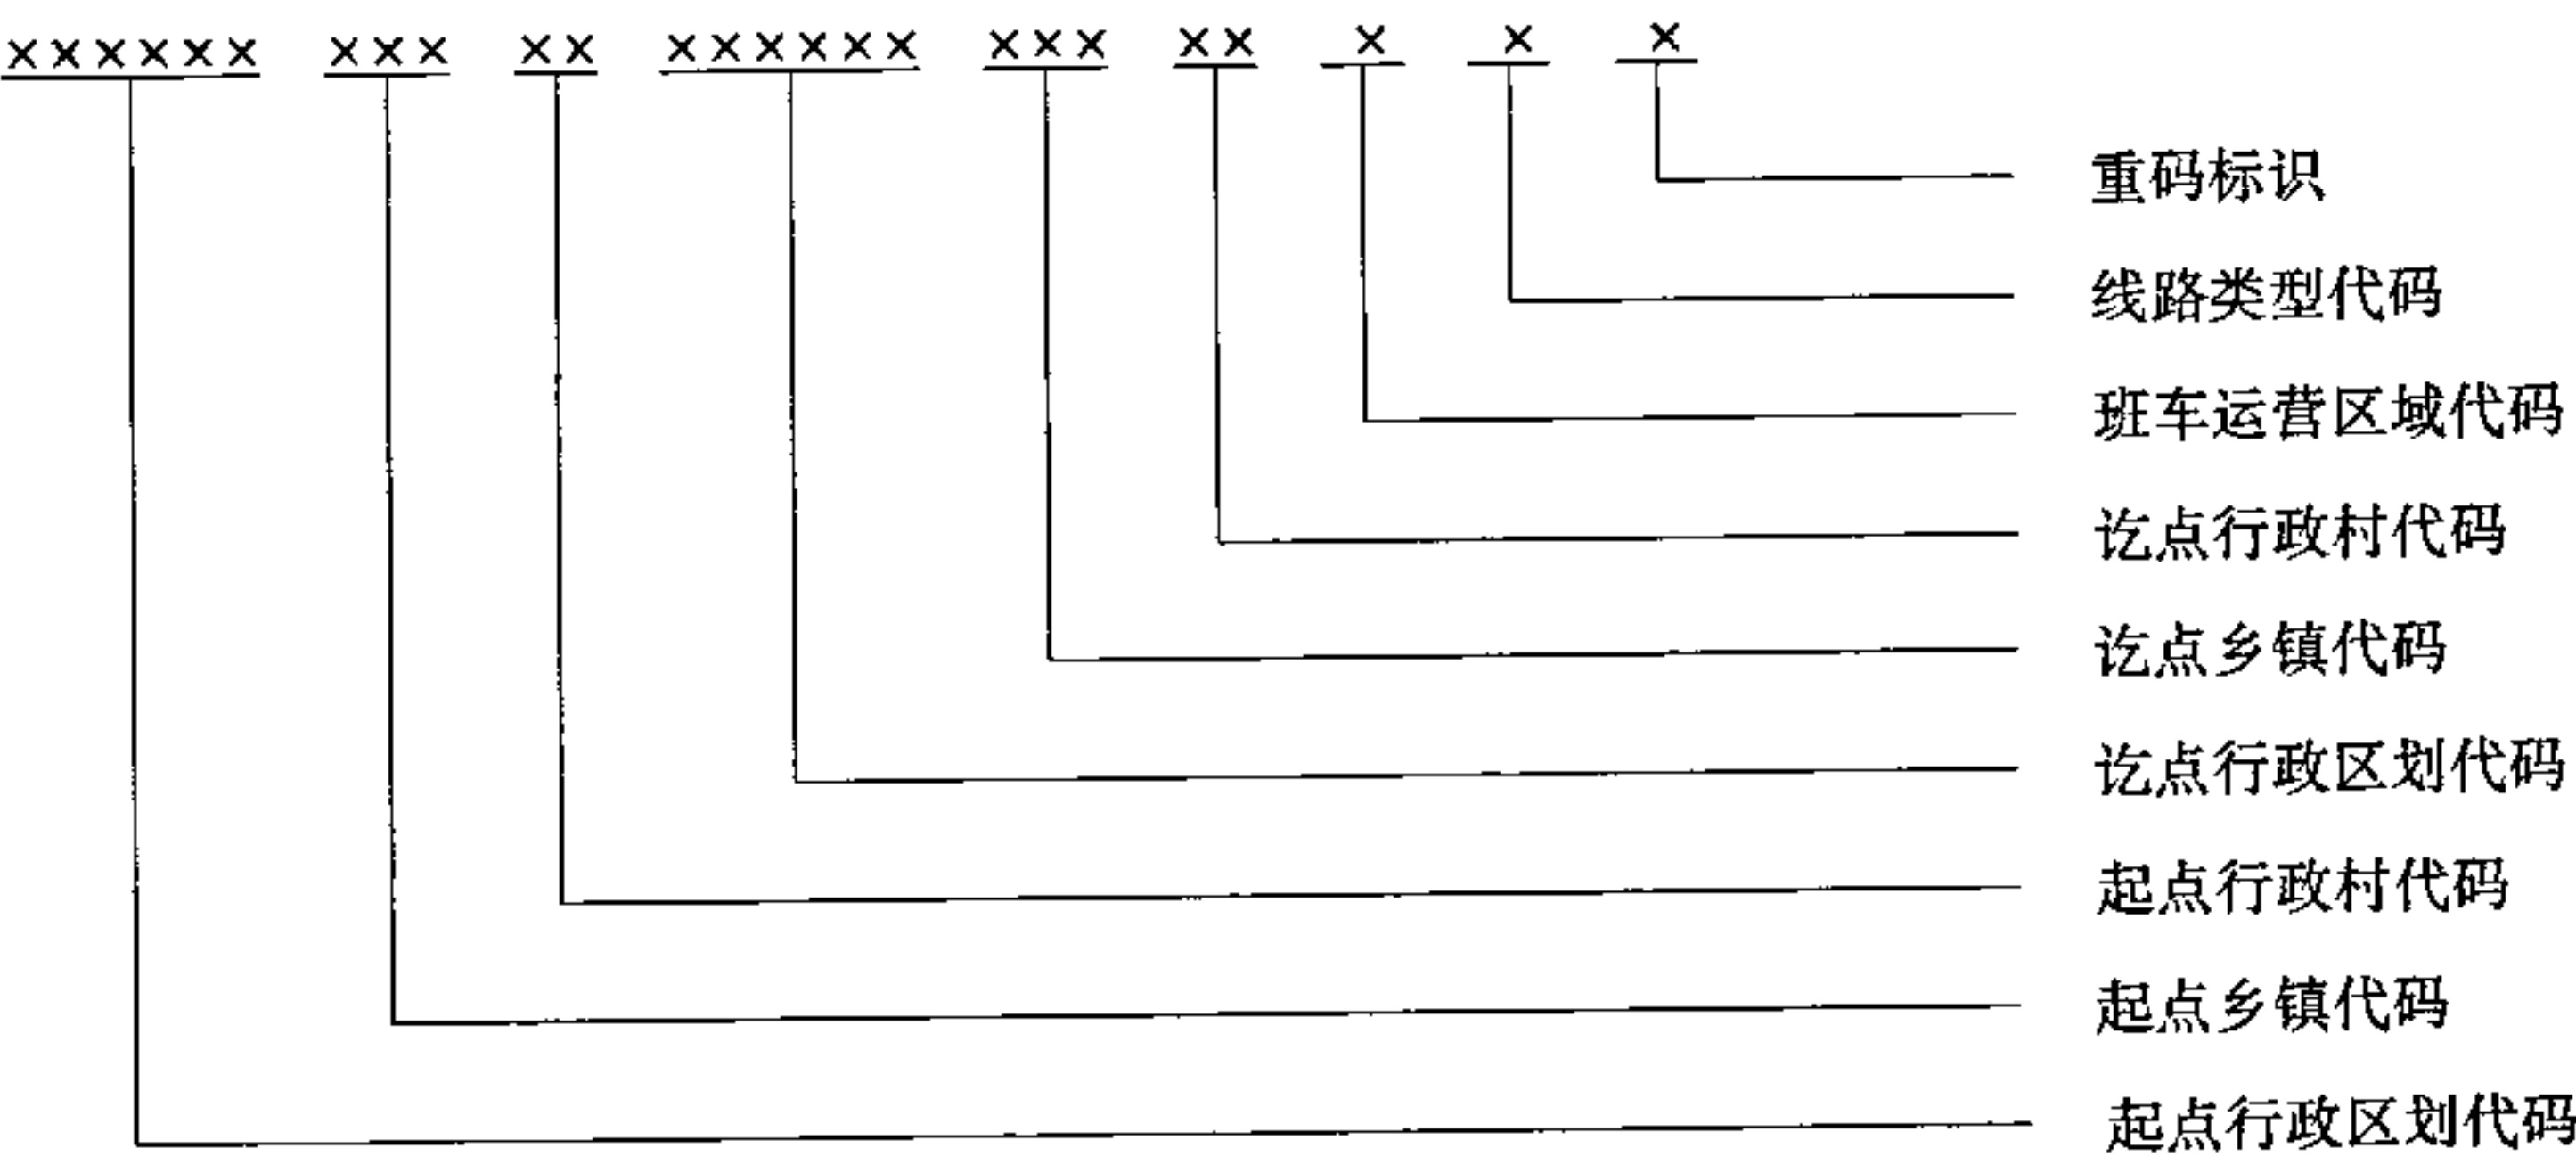 ×××××× ××× ×× ×××××× ××× ×× × × ×
重码标识
线路类型代码
班车运营区域代码
讫点行政村代码
讫点乡镇代码
讫点行政区划代码
起点行政村代码
起点乡镇代码
起点行政区划代码